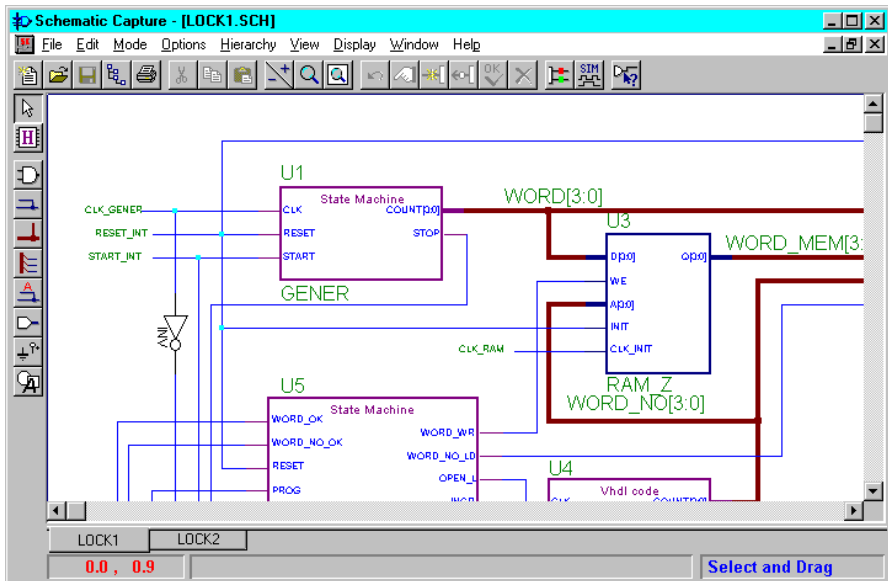 Schematic Capture - [LOCK1.SCH]
File Edit Mode Options Hierarchy View Display Window Help
OK SIM
H
A
A
U1
State Machine
CLK_GENER CLK COUNT[3:0]
RESET_INT RESET STOP
START_INT START
GENER
WORD[3:0]
U3
D[3:0] Q[3:0]
WORD_MEM[3:
WE
A[3:0]
INIT
CLK_RAM CLK_INIT
RAM_Z
WORD_NO[3:0]
INV
U5
State Machine
WORD_OK
WORD_WR
WORD_NO_OK
WORD_NO_LD
RESET
OPEN_L
PROG
U4
Vhdl code
LOCK1 LOCK2
0.0 , 0.9 Select and Drag